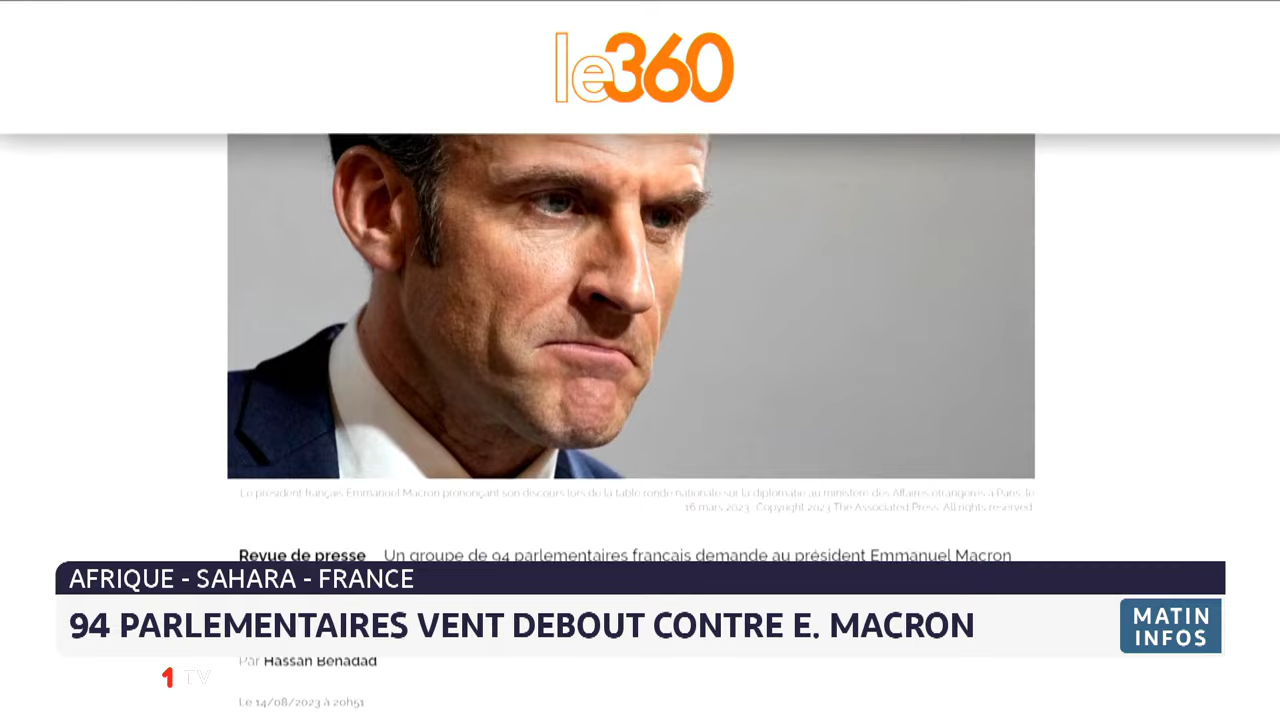 le360
Le président français Emmanuel Macron prononçant son discours lors de la table ronde nationale sur la diplomatie au ministère des Affaires étrangères à Paris, le
16 mars 2023. Copyright 2023 The Associated Press. All rights reserved
Revue de presse Un groupe de 94 parlementaires français demande au président Emmanuel Macron
AFRIQUE - SAHARA - FRANCE
94 PARLEMENTAIRES VENT DEBOUT CONTRE E. MACRON
MATIN
INFOS
Par Hassan Benadad
1 TV
Le 14/08/2023 à 20h51